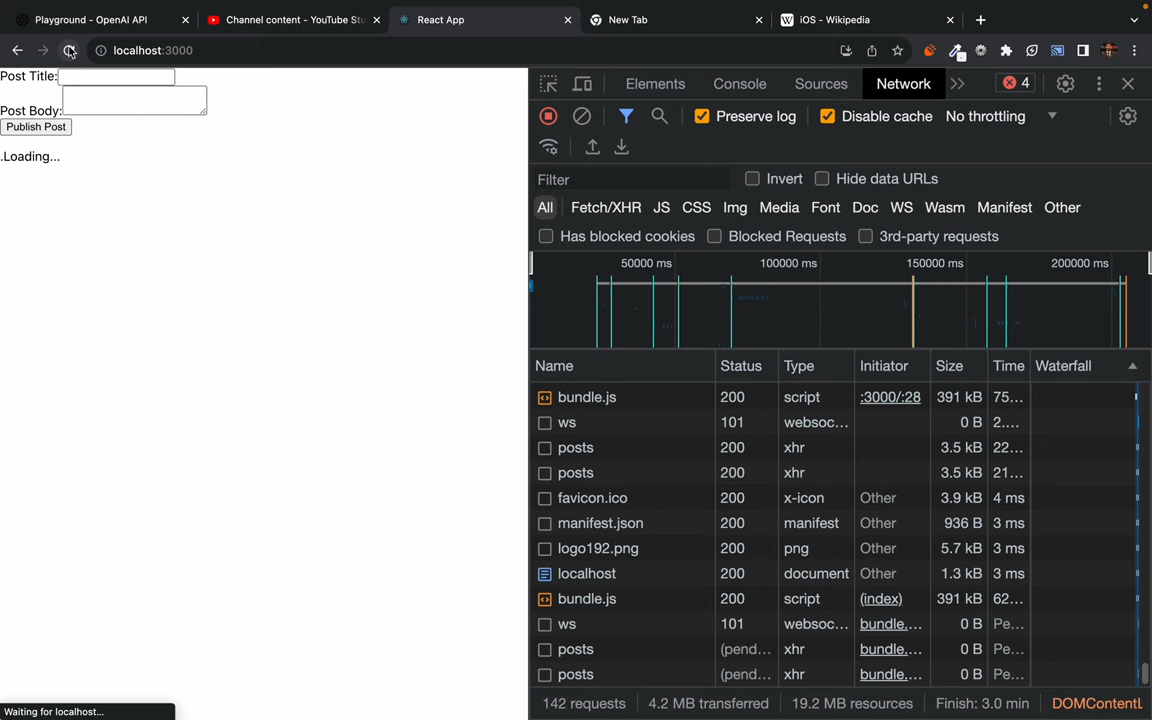 Playground - OpenAI API
Channel content - YouTube Stu
React App
New Tab
iOS - Wikipedia
localhost:3000
Post Title:
Post Body:
Publish Post
.Loading...
Waiting for localhost...
Elements Console Sources Network 4
Preserve log Disable cache No throttling
Filter Invert Hide data URLs
All Fetch/XHR JS CSS Img Media Font Doc WS Wasm Manifest Other
Has blocked cookies Blocked Requests 3rd-party requests
50000 ms 100000 ms 150000 ms 200000 ms
Name Status Type Initiator Size Time Waterfall
bundle.js 200 script :3000/:28 391 kB 75...
ws 101 websoc... 0 B 2....
posts 200 xhr 3.5 kB 22...
posts 200 xhr 3.5 kB 21...
favicon.ico 200 x-icon Other 3.9 kB 4 ms
manifest.json 200 manifest Other 936 B 3 ms
logo192.png 200 png Other 5.7 kB 3 ms
localhost 200 document Other 1.3 kB 3 ms
bundle.js 200 script (index) 391 kB 62...
ws 101 websoc... bundle.... 0 B Pe...
posts (pend... xhr bundle.... 0 B Pe...
posts (pend... xhr bundle.... 0 B Pe...
142 requests 4.2 MB transferred 19.2 MB resources Finish: 3.0 min DOMContentL